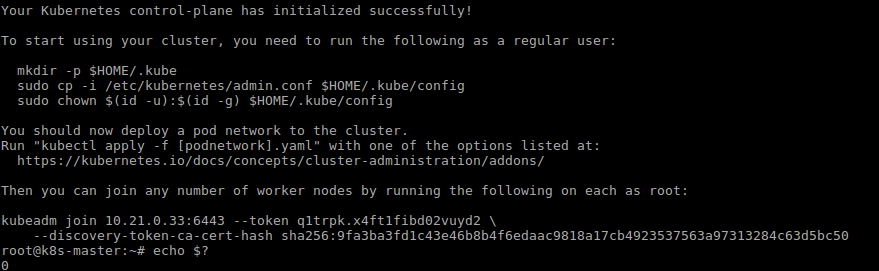 Your Kubernetes control-plane has initialized successfully!
To start using your cluster, you need to run the following as a regular user:
mkdir -p $HOME/.kube
sudo cp -i /etc/kubernetes/admin.conf $HOME/.kube/config
sudo chown $(id -u):$(id -g) $HOME/.kube/config
You should now deploy a pod network to the cluster.
Run "kubectl apply -f [podnetwork].yaml" with one of the options listed at:
https://kubernetes.io/docs/concepts/cluster-administration/addons/
Then you can join any number of worker nodes by running the following on each as root:
kubeadm join 10.21.0.33:6443 --token q1trpk.x4ft1fibd02vuyd2 \
--discovery-token-ca-cert-hash sha256:9fa3ba3fd1c43e46b8b4f6edaac9818a17cb4923537563a97313284c63d5bc50
root@k8s-master:~# echo $?
0